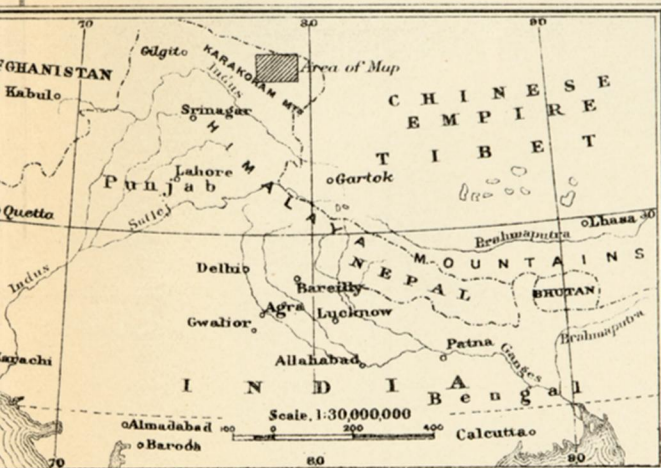 70 80 90
Gilgit
KARAKORAM MTS
Area of Map
FGHANISTAN
Kabul
Indus
CHINESE
EMPIRE
Srinagar
TIBET
HIMALAYA MOUNTAINS
Lahore
Punjab
Gartok
Quetta
Sutlej
Lhasa 30
Brahmaputra
Delhi
NEPAL
Indus
Bareilly
BHUTAN
Agra
Lucknow
Gwalior
Brahmaputra
Patna
Ganges
arachi
Allahabad
INDIA
Bengal
Scale, 1:30,000,000
Almadabad
100 0 200 400
Calcutta
Baroda
70 80 90